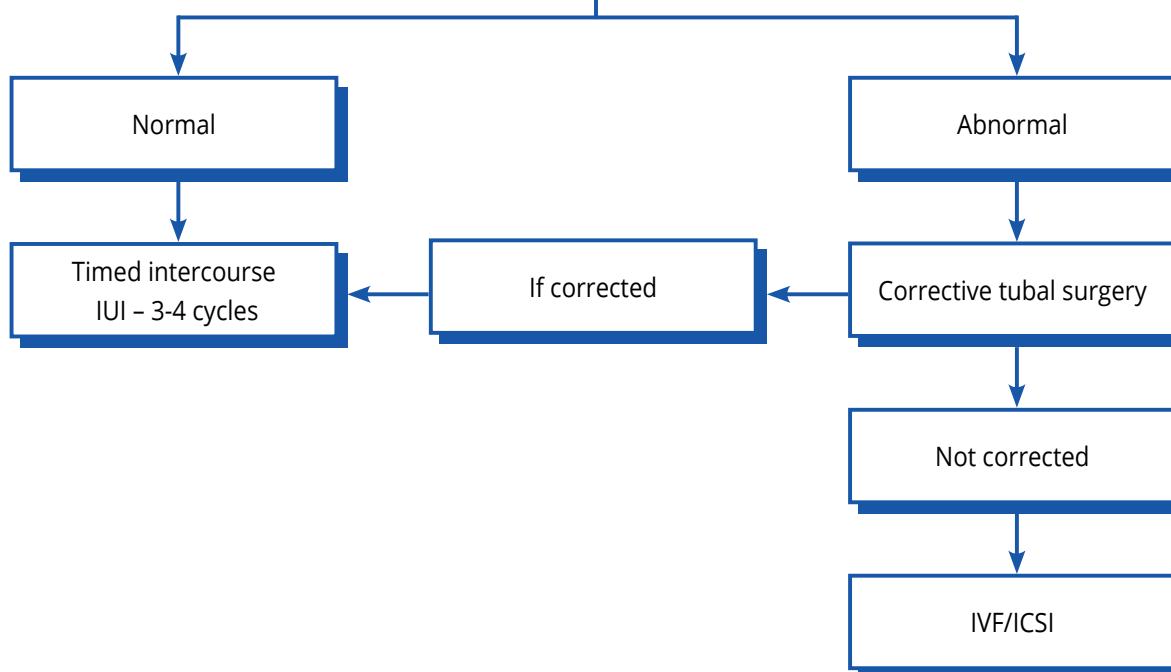 Normal
Abnormal
Timed intercourse
IUI – 3-4 cycles
If corrected
Corrective tubal surgery
Not corrected
IVF/ICSI